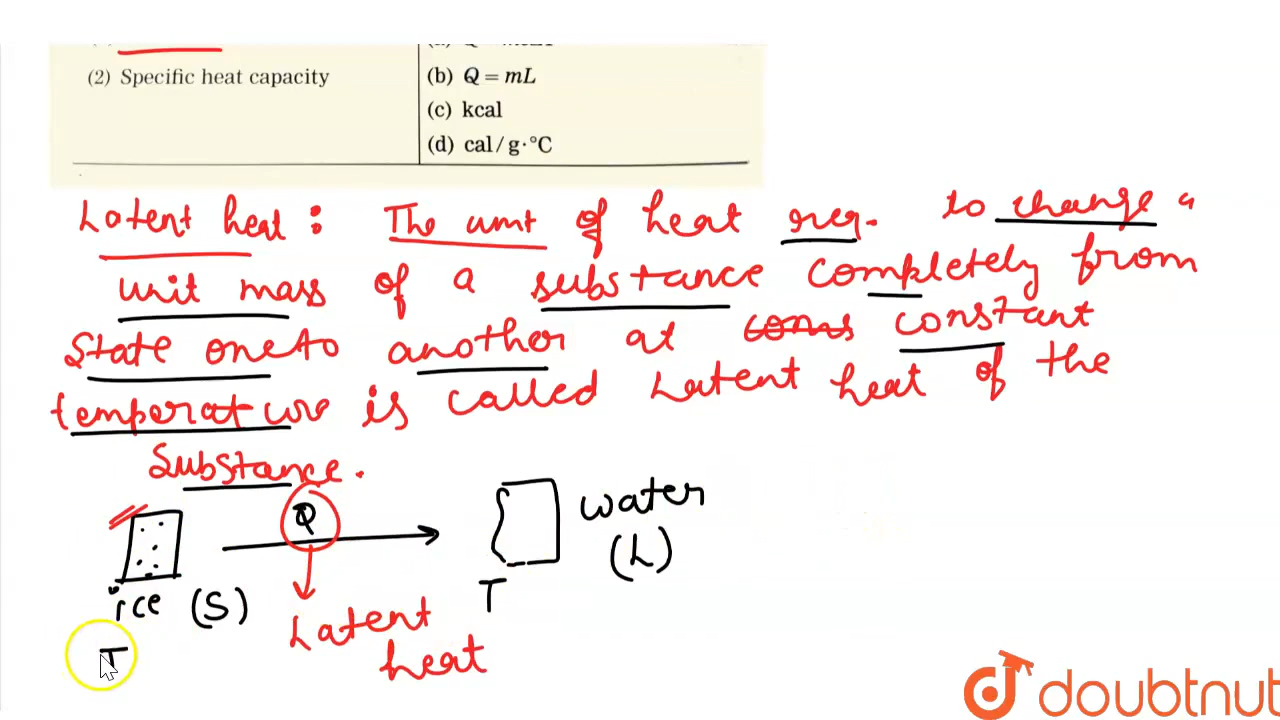 (2) Specific heat capacity
(b) Q = mL
(c) kcal
(d) cal/g·°C
Latent heat : The amt of heat rer. to change a
unit mass of a substance completely from
State one to another at cons constant
temperature is called Latent heat of the
Substance.
Q
water
(L)
ice (S)
T
Latent
heat
T
doubtnut